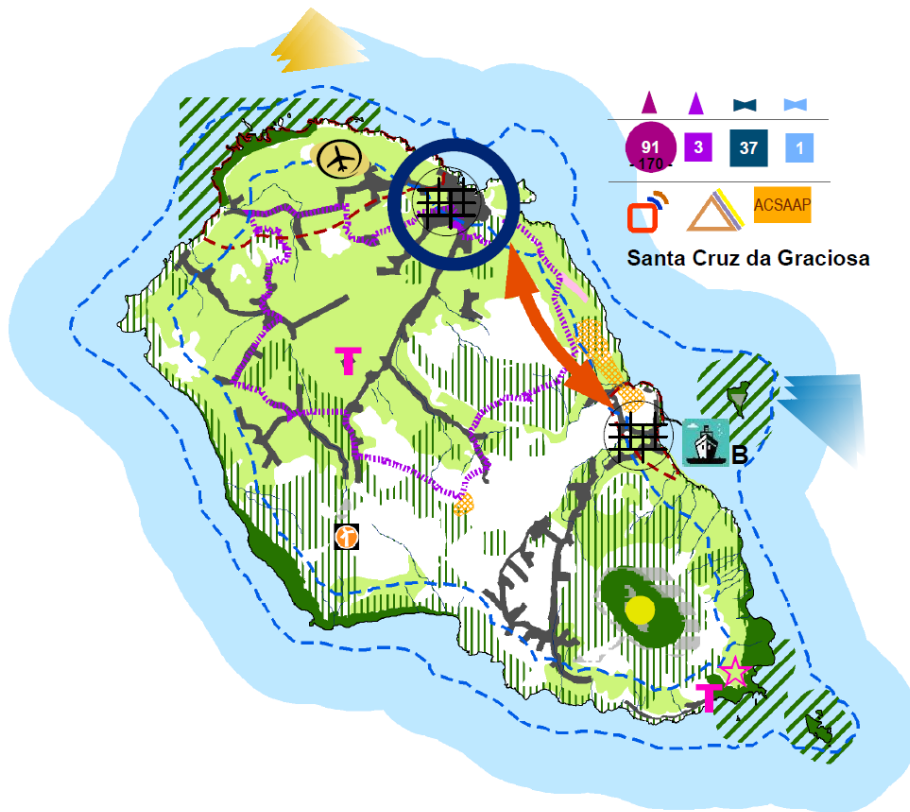 91 3 37 1
- 170 -
ACSAAP
Santa Cruz da Graciosa
T
B
T